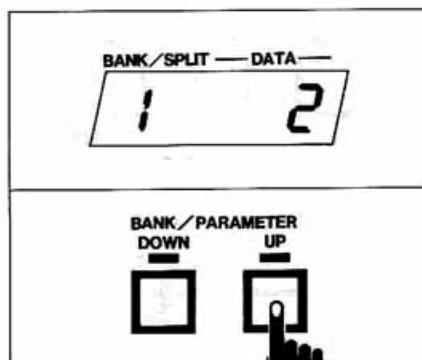 BANK/SPLIT — DATA —
1 2
BANK/PARAMETER
DOWN UP